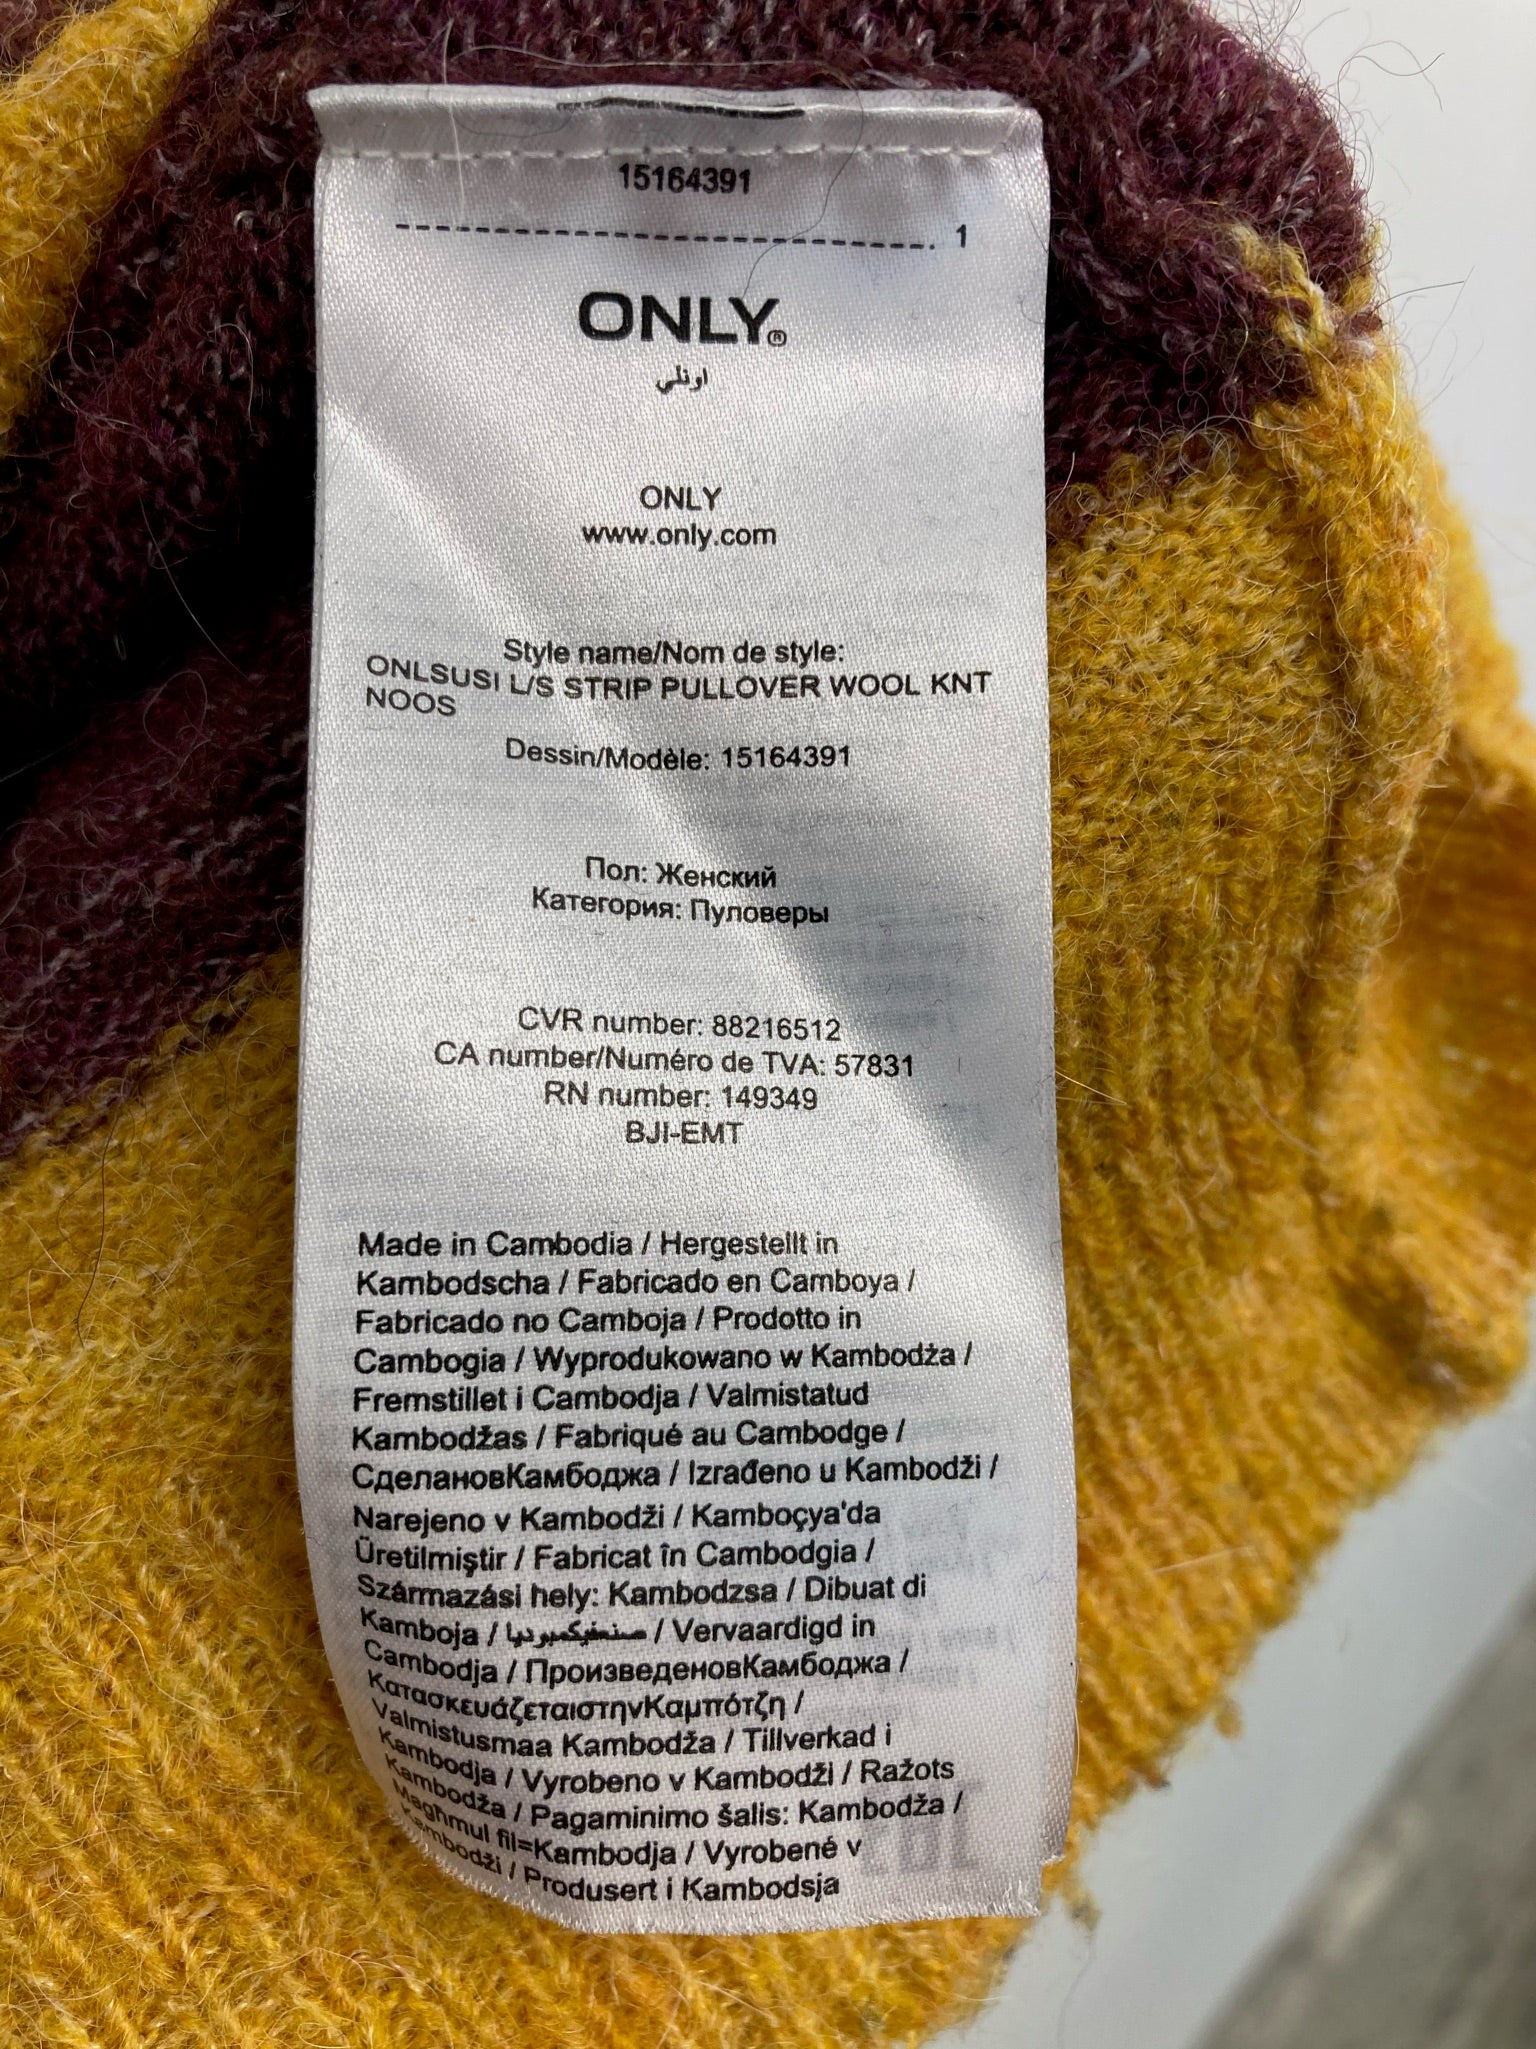 15164391
1
ONLY®
اونلي
ONLY
www.only.com
Style name/Nom de style:
ONLSUSI L/S STRIP PULLOVER WOOL KNT
NOOS
Dessin/Modèle: 15164391
Пол: Женский
Категория: Пуловеры
CVR number: 88216512
CA number/Numéro de TVA: 57831
RN number: 149349
BJI-EMT
Made in Cambodia / Hergestellt in
Kambodscha / Fabricado en Camboya /
Fabricado no Camboja / Prodotto in
Cambogia / Wyprodukowano w Kambodża /
Fremstillet i Cambodja / Valmistatud
Kambodžas / Fabriqué au Cambodge /
СделановКамбоджа / Izrađeno u Kambodži /
Narejeno v Kambodži / Kamboçya'da
Üretilmiştir / Fabricat în Cambodgia /
Származási hely: Kambodzsa / Dibuat di
Kamboja / صنعفيكمبوديا / Vervaardigd in
Cambodja / ПроизведеновКамбоджа /
ΚατασκευάζεταιστηνΚαμπότζη /
Valmistusmaa Kambodža / Tillverkad i
Kambodja / Vyrobeno v Kambodži / Ražots
Kambodža / Pagaminimo šalis: Kambodža /
Maghmul fil=Kambodja / Vyrobené v
Kambodži / Produsert i Kambodsja